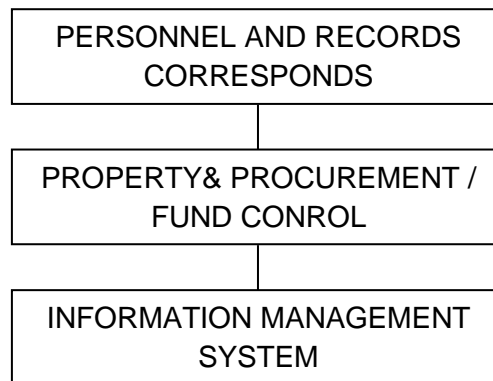 PERSONNEL AND RECORDS
CORRESPONDS
PROPERTY& PROCUREMENT /
FUND CONROL
INFORMATION MANAGEMENT
SYSTEM